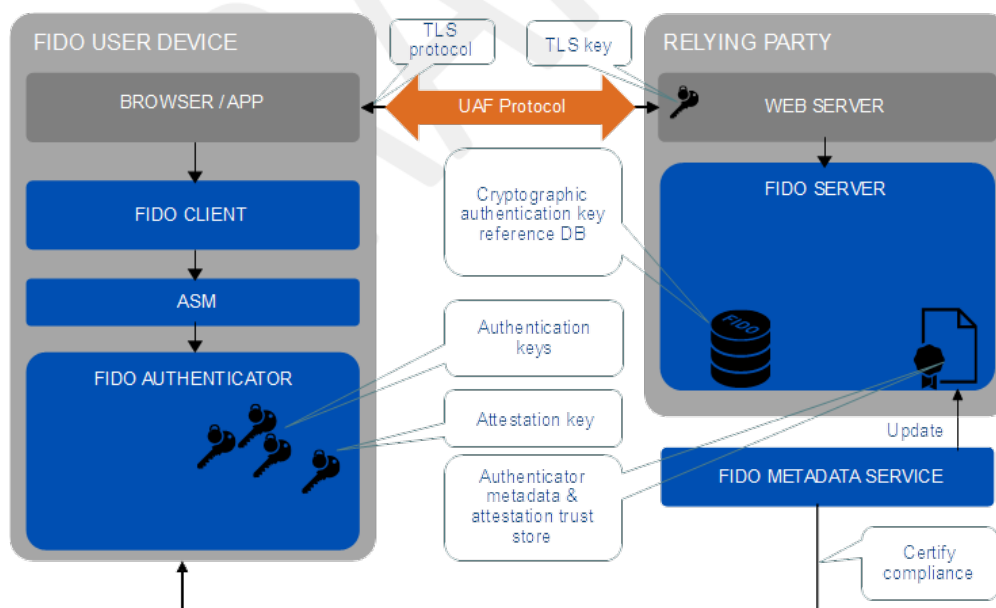 FIDO USER DEVICE
BROWSER / APP
FIDO CLIENT
ASM
FIDO AUTHENTICATOR
TLS
protocol
TLS key
UAF Protocol
Cryptographic
authentication key
reference DB
Authentication
keys
Attestation key
Authenticator
metadata &
attestation trust
store
RELYING PARTY
WEB SERVER
FIDO SERVER
FIDO
Update
FIDO METADATA SERVICE
Certify
compliance